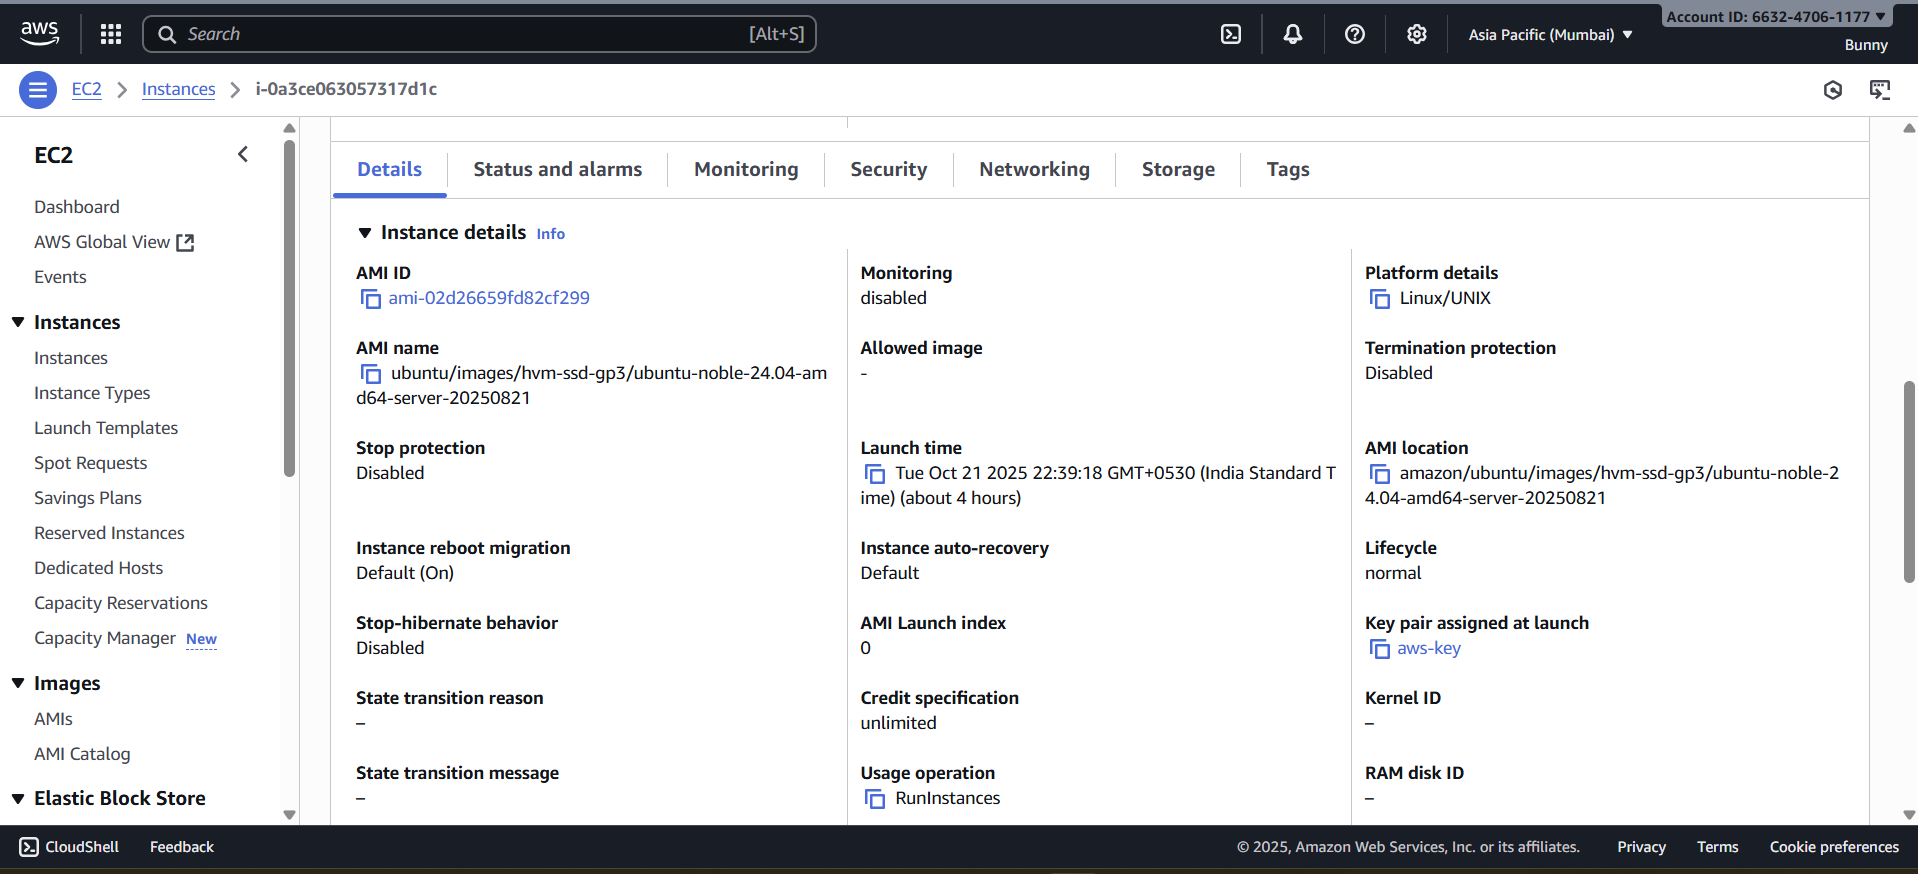 aws
Search
[Alt+S]
Asia Pacific (Mumbai)
Account ID: 6632-4706-1177
Bunny
EC2
Instances
i-0a3ce063057317d1c
EC2
Dashboard
AWS Global View
Events
Instances
Instances
Instance Types
Launch Templates
Spot Requests
Savings Plans
Reserved Instances
Dedicated Hosts
Capacity Reservations
Capacity Manager New
Images
AMIs
AMI Catalog
Elastic Block Store
Details
Status and alarms
Monitoring
Security
Networking
Storage
Tags
Instance details Info
AMI ID
ami-02d26659fd82cf299
Monitoring
disabled
Platform details
Linux/UNIX
AMI name
ubuntu/images/hvm-ssd-gp3/ubuntu-noble-24.04-am
d64-server-20250821
Allowed image
-
Termination protection
Disabled
Stop protection
Disabled
Launch time
Tue Oct 21 2025 22:39:18 GMT+0530 (India Standard T
ime) (about 4 hours)
AMI location
amazon/ubuntu/images/hvm-ssd-gp3/ubuntu-noble-2
4.04-amd64-server-20250821
Instance reboot migration
Default (On)
Instance auto-recovery
Default
Lifecycle
normal
Stop-hibernate behavior
Disabled
AMI Launch index
0
Key pair assigned at launch
aws-key
State transition reason
–
Credit specification
unlimited
Kernel ID
–
State transition message
–
Usage operation
RunInstances
RAM disk ID
–
CloudShell
Feedback
© 2025, Amazon Web Services, Inc. or its affiliates.
Privacy
Terms
Cookie preferences